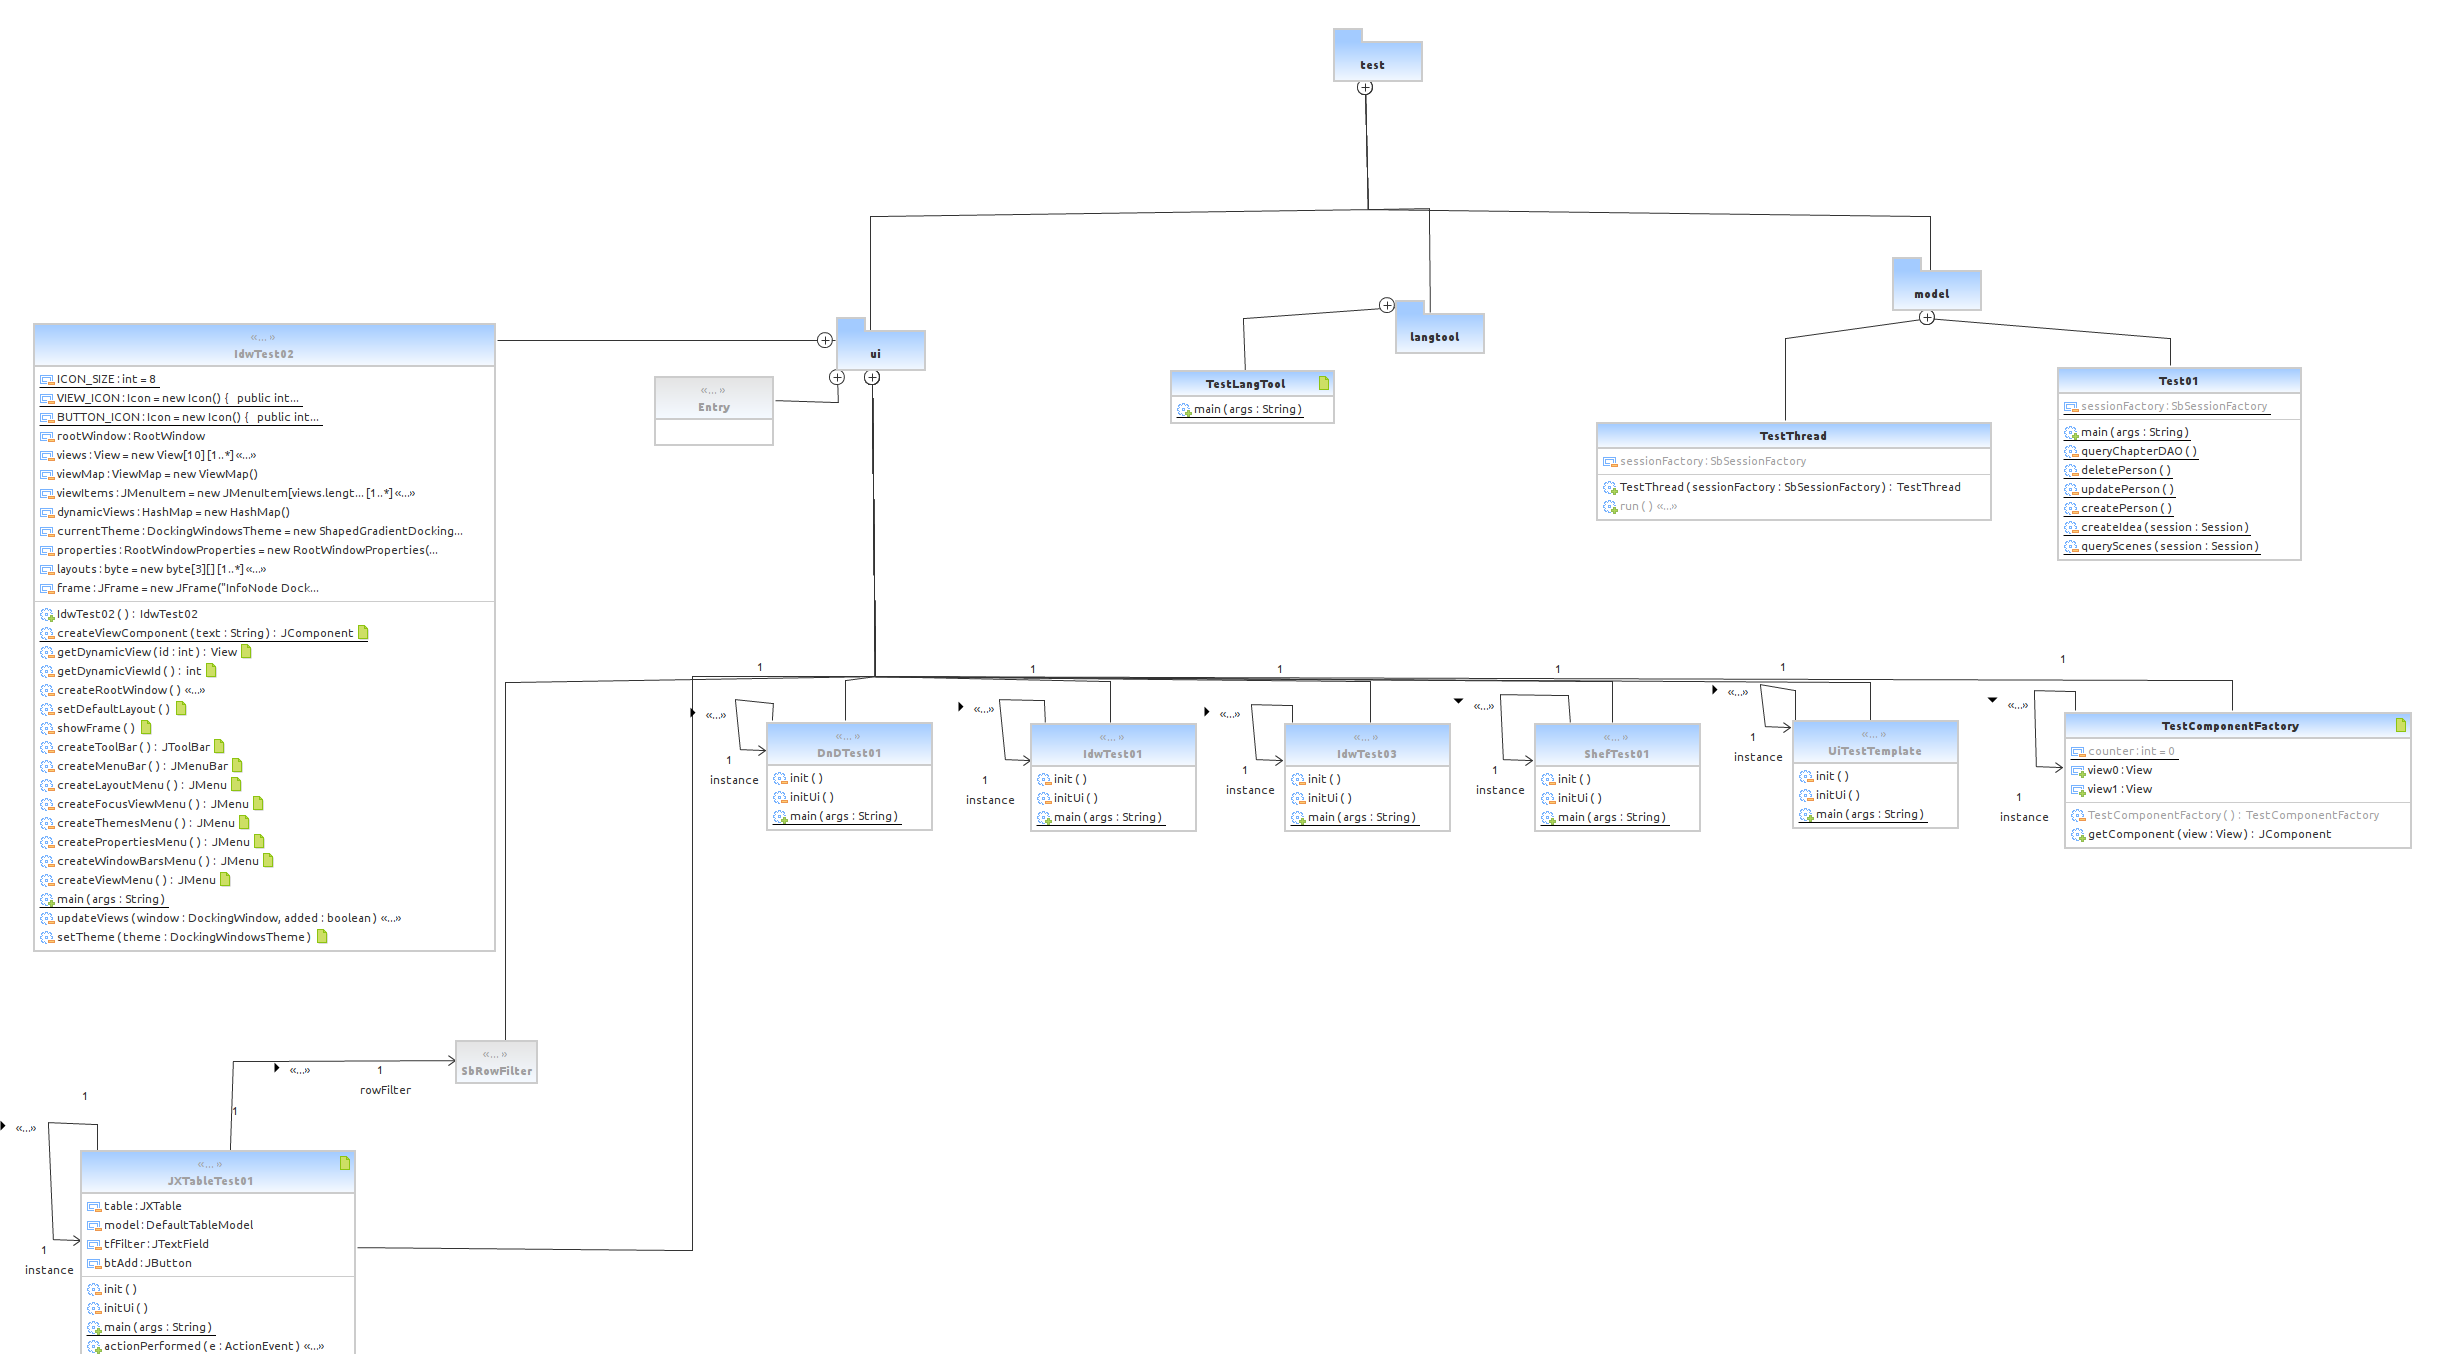 test
ui
langtool
model
«... »
IdwTest02
ICON_SIZE : int = 8
VIEW_ICON : Icon = new Icon() {   public int...
BUTTON_ICON : Icon = new Icon() {   public int...
rootWindow : RootWindow
views : View = new View[10] [1..*] «...»
viewMap : ViewMap = new ViewMap()
viewItems : JMenuItem = new JMenuItem[views.lengt... [1..*] «...»
dynamicViews : HashMap = new HashMap()
currentTheme : DockingWindowsTheme = new ShapedGradientDocking...
properties : RootWindowProperties = new RootWindowProperties(...
layouts : byte = new byte[3][] [1..*] «...»
frame : JFrame = new JFrame("InfoNode Dock...
IdwTest02 ( ) : IdwTest02
createViewComponent ( text : String ) : JComponent
getDynamicView ( id : int ) : View
getDynamicViewId ( ) : int
createRootWindow ( ) «...»
setDefaultLayout ( )
showFrame ( )
createToolBar ( ) : JToolBar
createMenuBar ( ) : JMenuBar
createLayoutMenu ( ) : JMenu
createFocusViewMenu ( ) : JMenu
createThemesMenu ( ) : JMenu
createPropertiesMenu ( ) : JMenu
createWindowBarsMenu ( ) : JMenu
createViewMenu ( ) : JMenu
main ( args : String )
updateViews ( window : DockingWindow, added : boolean ) «...»
setTheme ( theme : DockingWindowsTheme )
«... »
Entry
TestLangTool
main ( args : String )
TestThread
sessionFactory : SbSessionFactory
TestThread ( sessionFactory : SbSessionFactory ) : TestThread
run ( ) «...»
Test01
sessionFactory : SbSessionFactory
main ( args : String )
queryChapterDAO ( )
deletePerson ( )
updatePerson ( )
createPerson ( )
createIdea ( session : Session )
queryScenes ( session : Session )
1
«...»
1
instance
«... »
DnDTest01
init ( )
initUi ( )
main ( args : String )
1
«...»
1
instance
«... »
IdwTest01
init ( )
initUi ( )
main ( args : String )
1
«...»
1
instance
«... »
IdwTest03
init ( )
initUi ( )
main ( args : String )
1
«...»
1
instance
«... »
ShefTest01
init ( )
initUi ( )
main ( args : String )
1
«...»
1
instance
«... »
UiTestTemplate
init ( )
initUi ( )
main ( args : String )
1
«...»
1
instance
TestComponentFactory
counter : int = 0
view0 : View
view1 : View
TestComponentFactory ( ) : TestComponentFactory
getComponent ( view : View ) : JComponent
«... »
SbRowFilter
«...»
1
rowFilter
1
1
«...»
1
instance
«... »
JXTableTest01
table : JXTable
model : DefaultTableModel
tfFilter : JTextField
btAdd : JButton
init ( )
initUi ( )
main ( args : String )
actionPerformed ( e : ActionEvent ) «...»